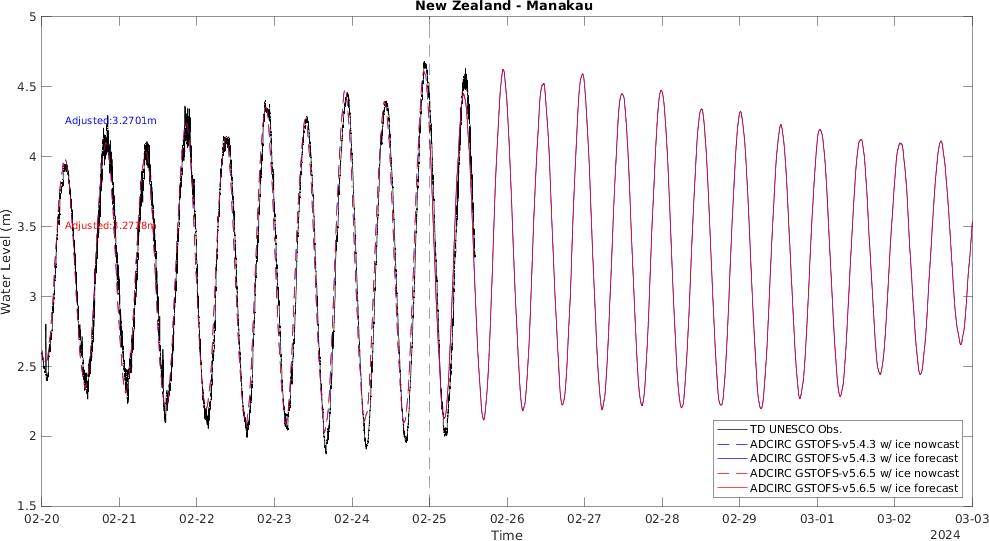 New Zealand - Manakau
Water Level (m)
5
4.5
4
3.5
3
2.5
2
1.5
Adjusted:3.2701m
Adjusted:3.2728m
TD UNESCO Obs.
ADCIRC GSTOFS-v5.4.3 w/ ice nowcast
ADCIRC GSTOFS-v5.4.3 w/ ice forecast
ADCIRC GSTOFS-v5.6.5 w/ ice nowcast
ADCIRC GSTOFS-v5.6.5 w/ ice forecast
02-20 02-21 02-22 02-23 02-24 02-25 02-26 02-27 02-28 02-29 03-01 03-02 03-03
Time
2024